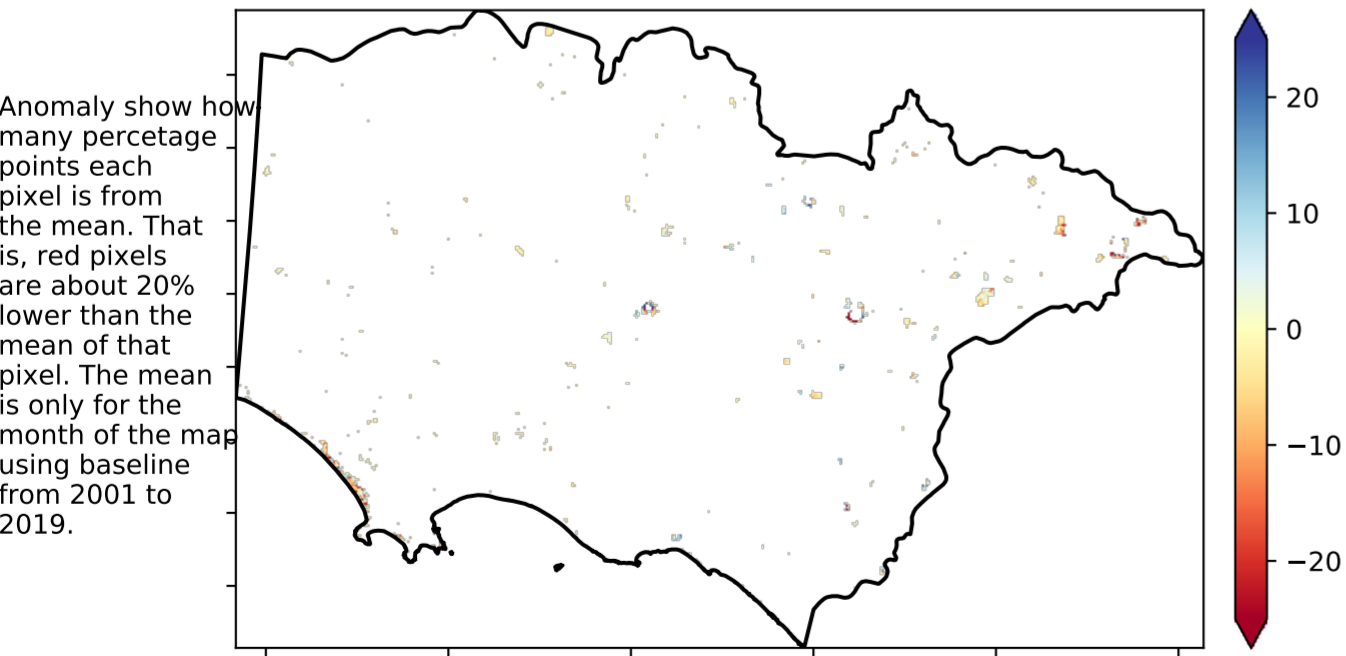 Anomaly show how
many percetage
points each
pixel is from
the mean. That
is, red pixels
are about 20%
lower than the
mean of that
pixel. The mean
is only for the
month of the map
using baseline
from 2001 to
2019.
20
10
0
−10
−20